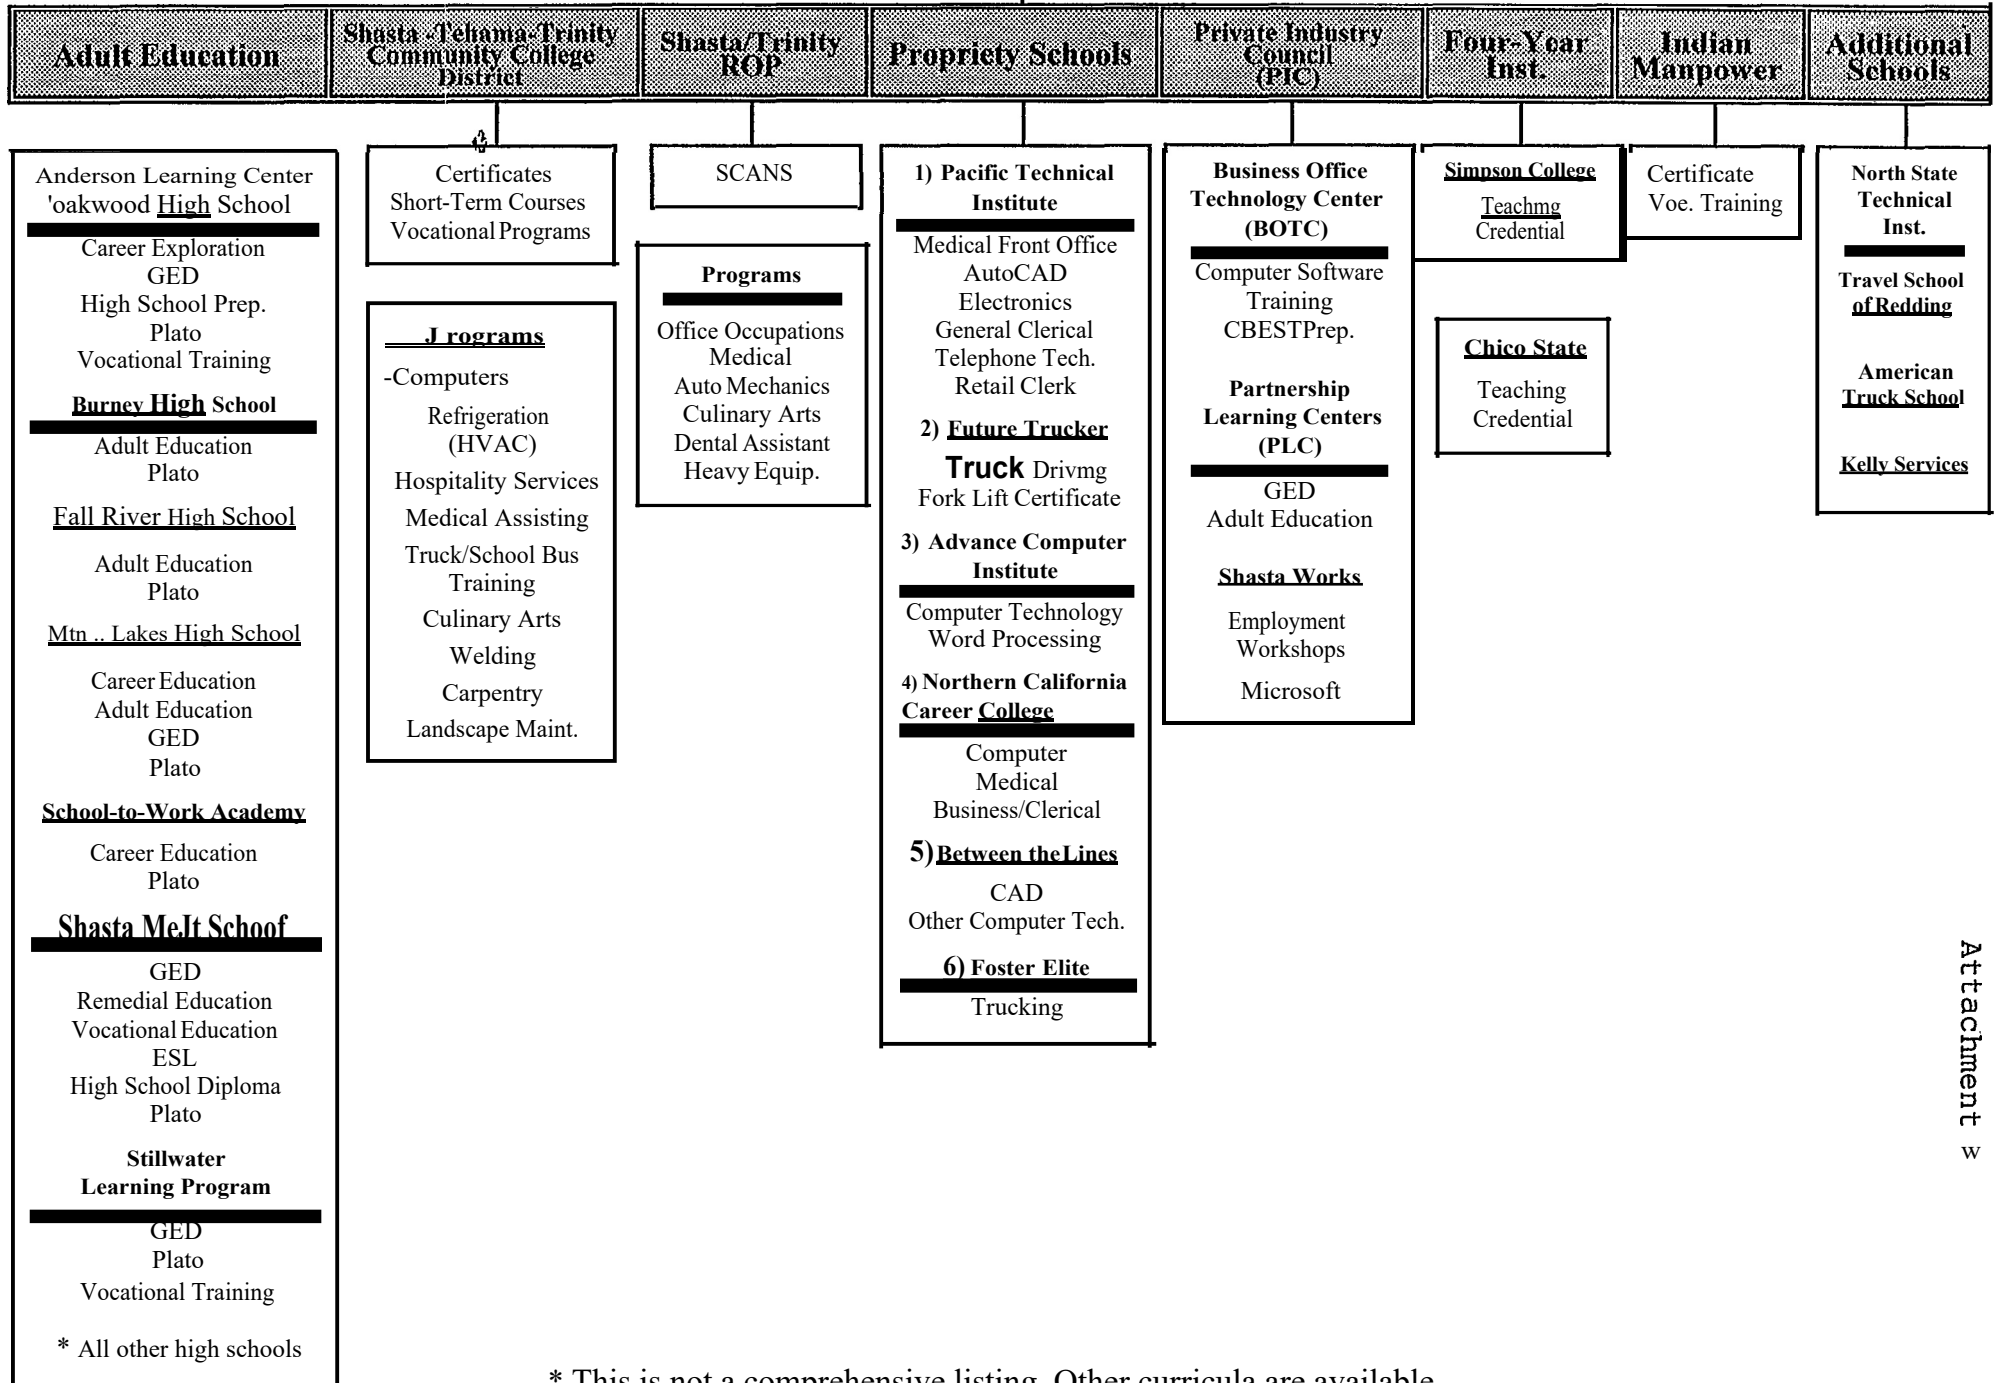 Adult Education
Shasta -Tehama-Trinity
Community College
District
Shasta/Trinity
ROP
Propriety Schools
Private Industry
Council
(PIC)
Four-Year
Inst.
Indian
Manpower
Additional
Schools
Anderson Learning Center
'oakwood High School
Career Exploration
GED
High School Prep.
Plato
Vocational Training
Burney High School
Adult Education
Plato
Fall River High School
Adult Education
Plato
Mtn .. Lakes High School
Career Education
Adult Education
GED
Plato
School-to-Work Academy
Career Education
Plato
Shasta MeJt Schoof
GED
Remedial Education
Vocational Education
ESL
High School Diploma
Plato
Stillwater
Learning Program
GED
Plato
Vocational Training
* All other high schools
Certificates
Short-Term Courses
Vocational Programs
J rograms
-Computers
Refrigeration
(HVAC)
Hospitality Services
Medical Assisting
Truck/School Bus
Training
Culinary Arts
Welding
Carpentry
Landscape Maint.
SCANS
Programs
Office Occupations
Medical
Auto Mechanics
Culinary Arts
Dental Assistant
Heavy Equip.
1) Pacific Technical
Institute
Medical Front Office
AutoCAD
Electronics
General Clerical
Telephone Tech.
Retail Clerk
2) Future Trucker
Truck Drivmg
Fork Lift Certificate
3) Advance Computer
Institute
Computer Technology
Word Processing
4) Northern California
Career College
Computer
Medical
Business/Clerical
5) Between the Lines
CAD
Other Computer Tech.
6) Foster Elite
Trucking
Business Office
Technology Center
(BOTC)
Computer Software
Training
CBESTPrep.
Partnership
Learning Centers
(PLC)
GED
Adult Education
Shasta Works
Employment
Workshops
Microsoft
Simpson College
Teachmg
Credential
Chico State
Teaching
Credential
Certificate
Voe. Training
North State
Technical
Inst.
Travel School
of Redding
American
Truck School
Kelly Services
Attachment w
* This is not a comprehensive listing. Other curricula are available